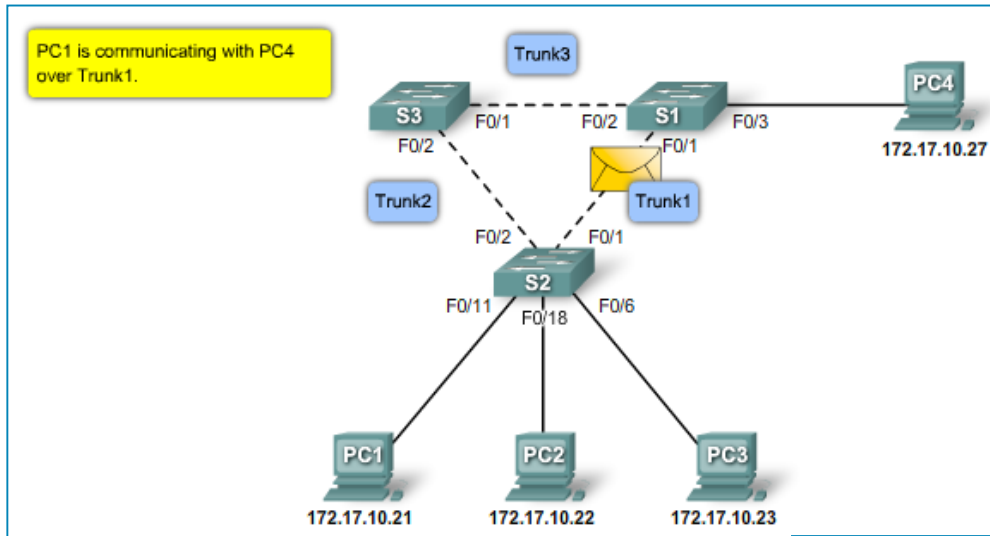 PC1 is communicating with PC4
over Trunk1.
Trunk3
PC4
S3
F0/1
F0/2
S1
F0/3
F0/2
F0/1
172.17.10.27
Trunk2
Trunk1
F0/2
F0/1
S2
F0/11
F0/18
F0/6
PC1
PC2
PC3
172.17.10.21
172.17.10.22
172.17.10.23